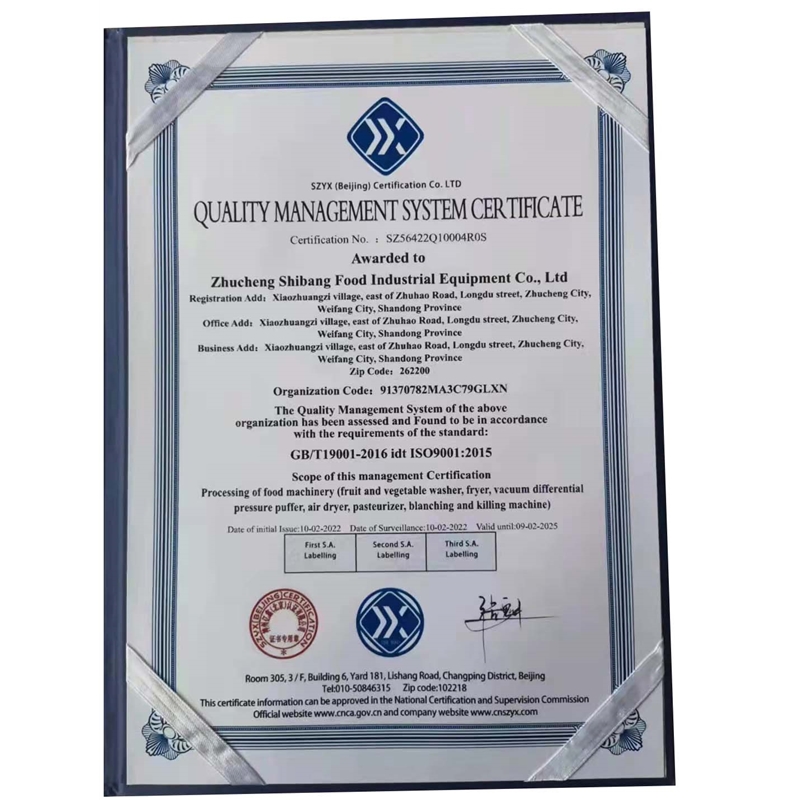 SZYX (Beijing) Certification Co. LTD
QUALITY MANAGEMENT SYSTEM CERTIFICATE
Certification No. : SZ56422Q10004R0S
Awarded to
Zhucheng Shibang Food Industrial Equipment Co., Ltd
Registration Add: Xiaozhuangzi village, east of Zhuhao Road, Longdu street, Zhucheng City,
Weifang City, Shandong Province
Office Add: Xiaozhuangzi village, east of Zhuhao Road, Longdu street, Zhucheng City,
Weifang City, Shandong Province
Business Add: Xiaozhuangzi village, east of Zhuhao Road, Longdu street, Zhucheng City,
Weifang City, Shandong Province
Zip Code: 262200
Organization Code: 91370782MA3C79GLXN
The Quality Management System of the above
organization has been assessed and Found to be in accordance
with the requirements of the standard:
GB/T19001-2016 idt ISO9001:2015
Scope of this management Certification
Processing of food machinery (fruit and vegetable washer, fryer, vacuum differential
pressure puffer, air dryer, pasteurizer, blanching and killing machine)
Date of initial Issue:10-02-2022 Date of Surveillance:10-02-2022 Valid until:09-02-2025
First S.A. Second S.A. Third S.A.
Labelling Labelling Labelling
SZYX(BEIJING)CERTIFICATION
证书专用章
Room 305, 3 / F, Building 6, Yard 181, Lishang Road, Changping District, Beijing
Tel:010-50846315 Zip code:102218
This certificate information can be approved in the National Certification and Supervision Commission
Official website www.cnca.gov.cn and company website www.cnszyx.com